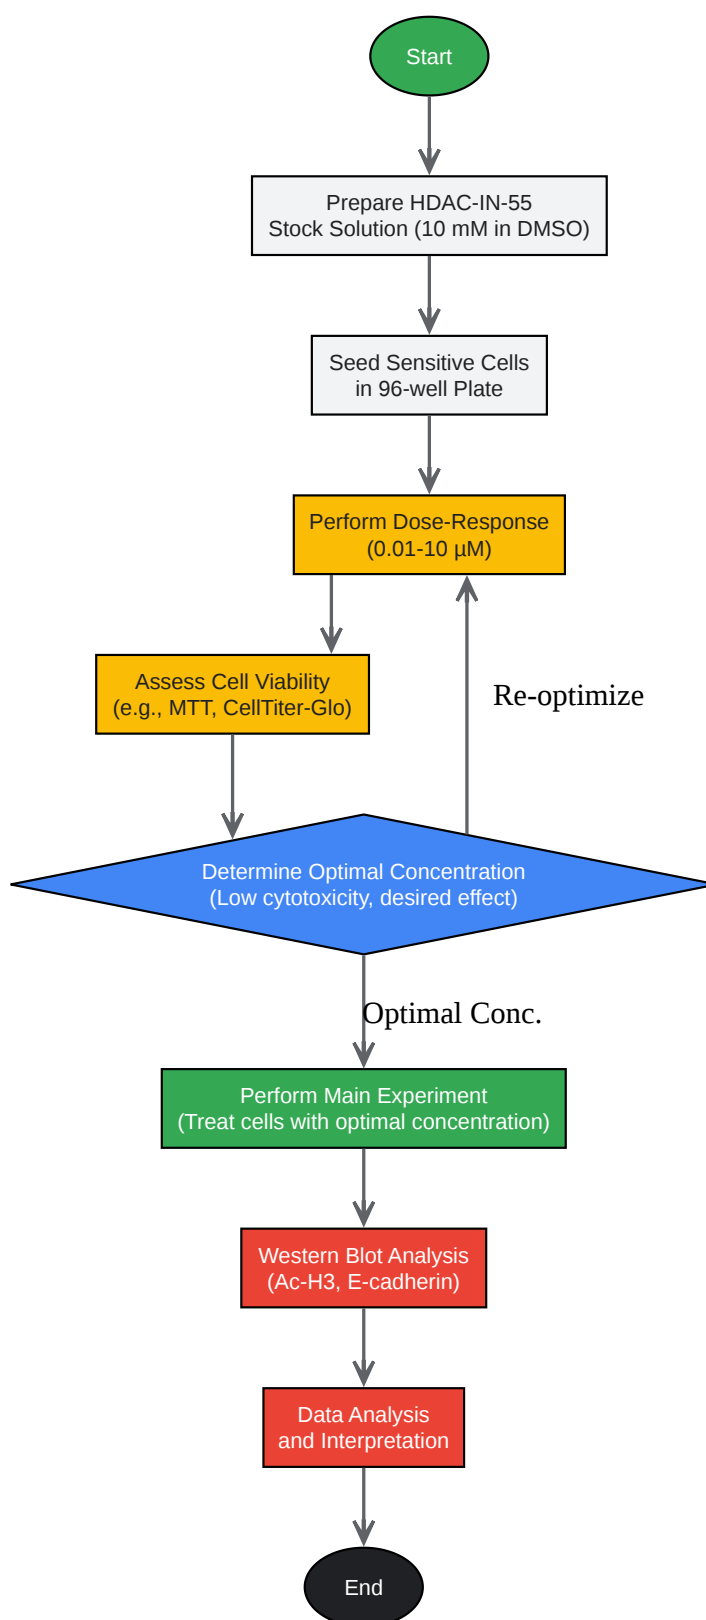 Start
Prepare HDAC-IN-55
Stock Solution (10 mM in DMSO)
Seed Sensitive Cells
in 96-well Plate
Perform Dose-Response
(0.01-10 µM)
Assess Cell Viability
(e.g., MTT, CellTiter-Glo)
Re-optimize
Determine Optimal Concentration
(Low cytotoxicity, desired effect)
Optimal Conc.
Perform Main Experiment
(Treat cells with optimal concentration)
Western Blot Analysis
(Ac-H3, E-cadherin)
Data Analysis
and Interpretation
End